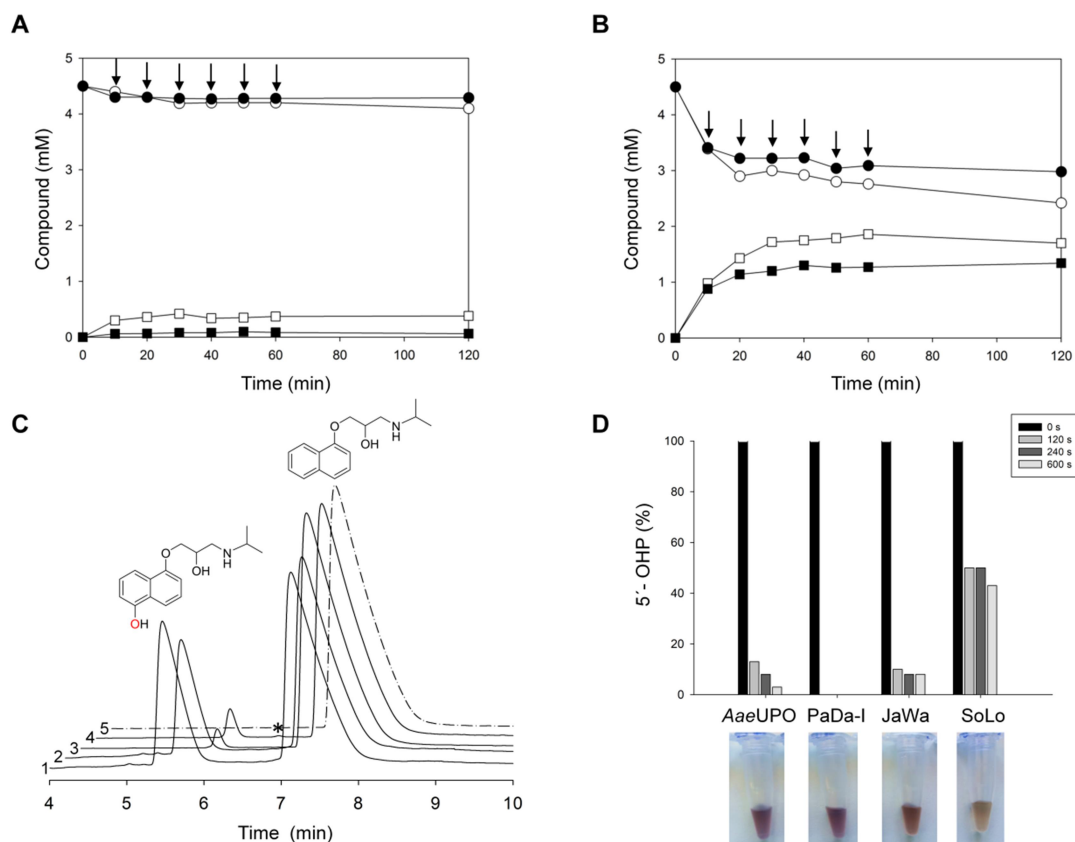 A
5
4
3
2
1
0
0 20 40 60 80 100 120
Compound (mM)
Time (min)
B
5
4
3
2
1
0
0 20 40 60 80 100 120
Compound (mM)
Time (min)
C
O
OH
N
H
O
OH
N
H
OH
*
5
4
3
2
1
4 5 6 7 8 9 10
Time (min)
D
0 s
120 s
240 s
600 s
100
80
60
40
20
0
5´- OHP (%)
AaeUPO PaDa-I JaWa SoLo